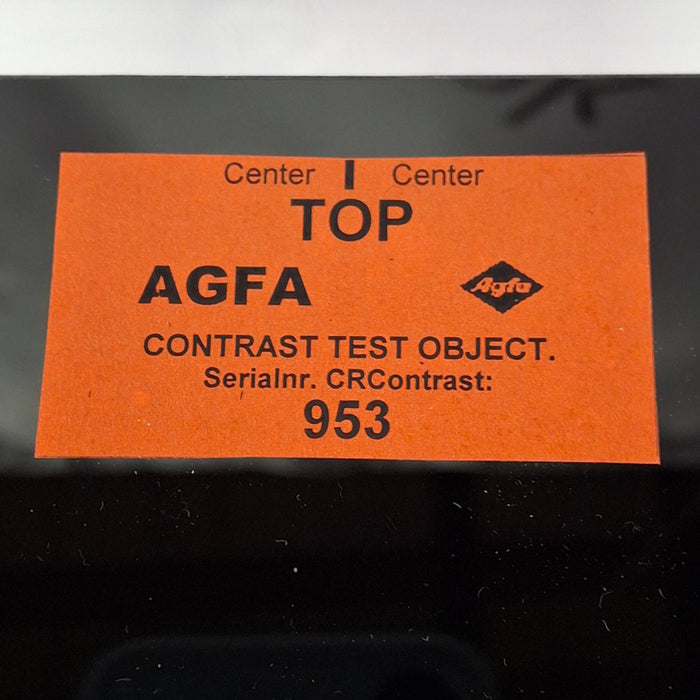 Center Center
TOP
AGFA Agfa
CONTRAST TEST OBJECT.
Serialnr. CRContrast:
953